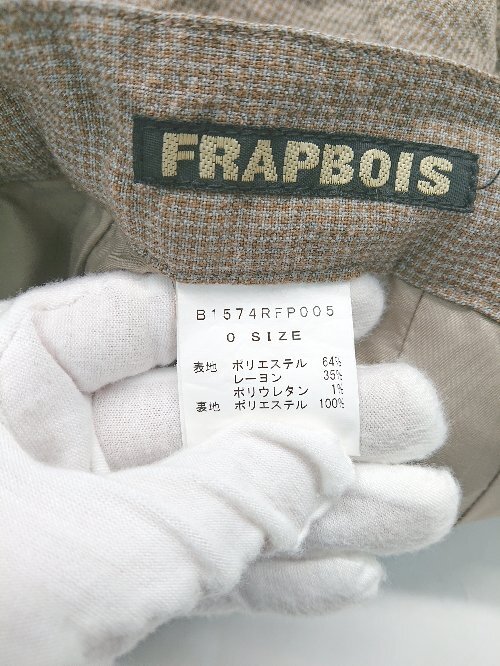 FRAPBOIS
B1574RFP005
0 SIZE
表地 ポリエステル 64%
レーヨン 35%
ポリウレタン 1%
裏地 ポリエステル 100%